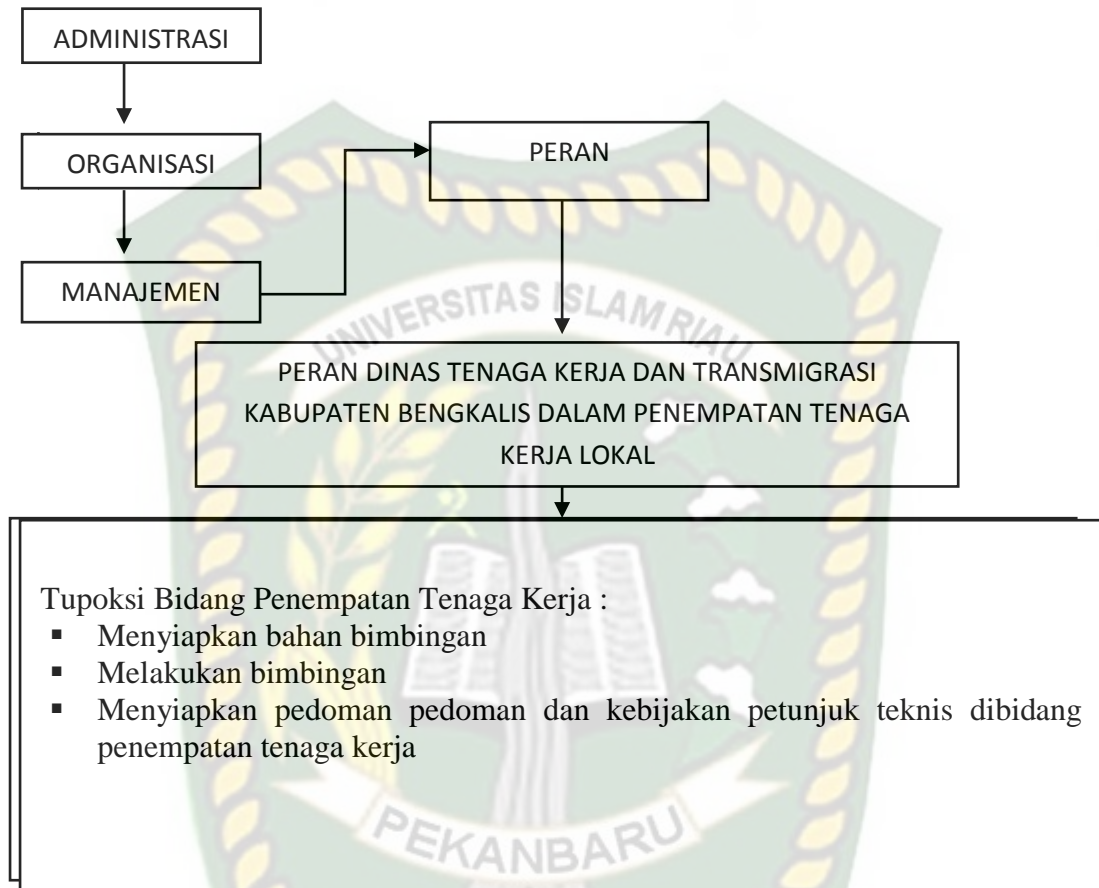 ADMINISTRASI
ORGANISASI
PERAN
MANAJEMEN
UNIVERSITAS ISLAM RIAU
PERAN DINAS TENAGA KERJA DAN TRANSMIGRASI
KABUPATEN BENGKALIS DALAM PENEMPATAN TENAGA
KERJA LOKAL
Tupoksi Bidang Penempatan Tenaga Kerja :
▪ Menyiapkan bahan bimbingan
▪ Melakukan bimbingan
▪ Menyiapkan pedoman pedoman dan kebijakan petunjuk teknis dibidang
penempatan tenaga kerja
PEKANBARU